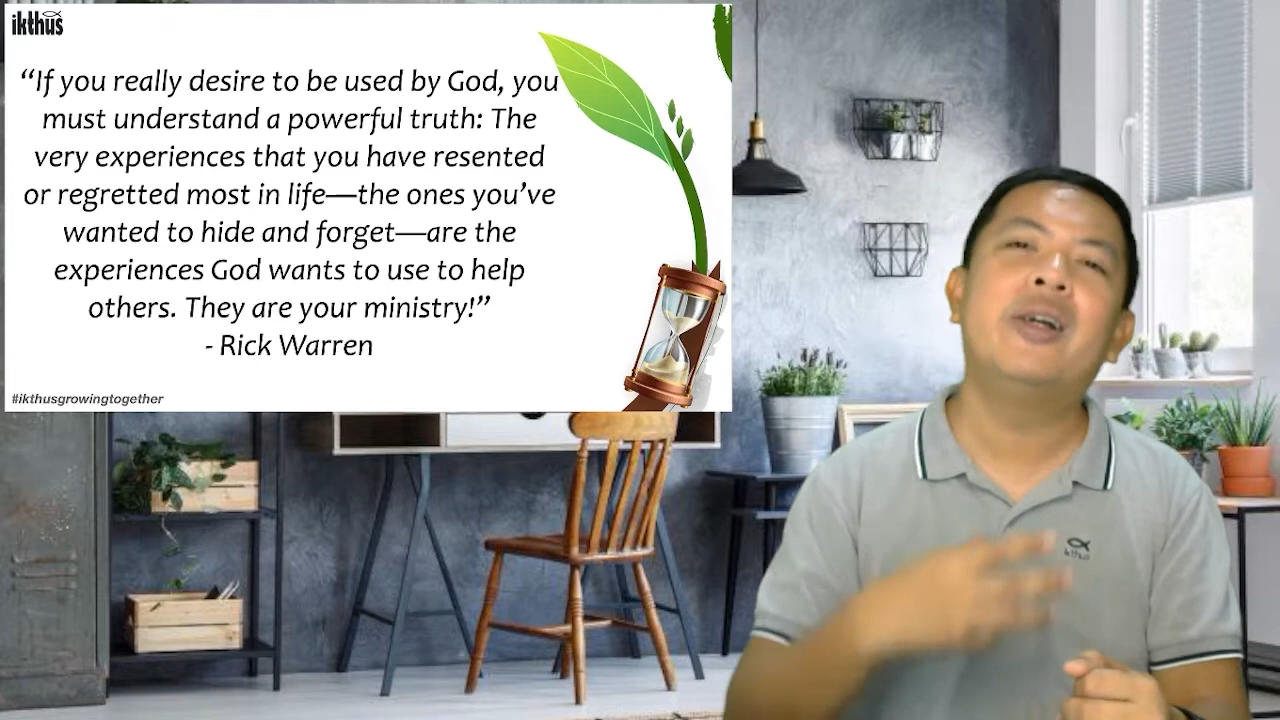 ikthus
“If you really desire to be used by God, you
must understand a powerful truth: The
very experiences that you have resented
or regretted most in life—the ones you’ve
wanted to hide and forget—are the
experiences God wants to use to help
others. They are your ministry!”
- Rick Warren
#ikthusgrowingtogether
ikthus